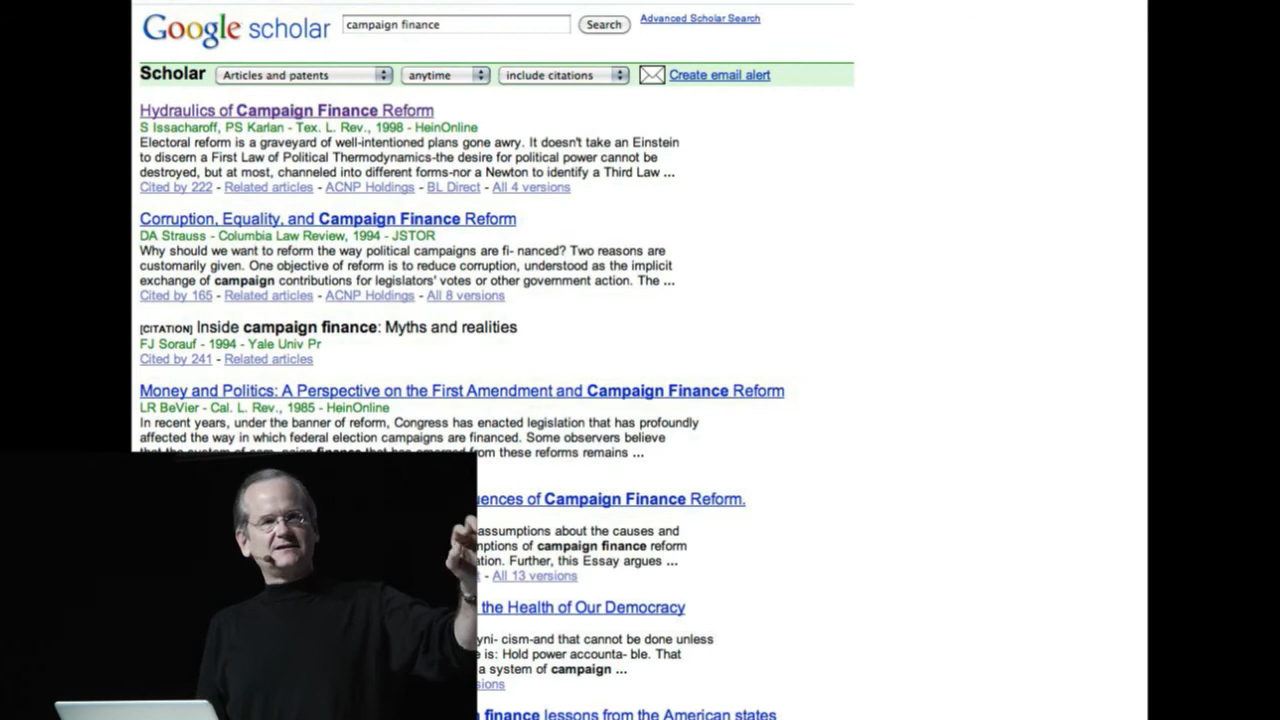 Google scholar campaign finance Search Advanced Scholar Search
Scholar Articles and patents anytime include citations Create email alert
Hydraulics of Campaign Finance Reform
S Issacharoff, PS Karlan - Tex. L. Rev., 1998 - HeinOnline
Electoral reform is a graveyard of well-intentioned plans gone awry. It doesn't take an Einstein
to discern a First Law of Political Thermodynamics-the desire for political power cannot be
destroyed, but at most, channeled into different forms-nor a Newton to identify a Third Law ...
Cited by 222 - Related articles - ACNP Holdings - BL Direct - All 4 versions
Corruption, Equality, and Campaign Finance Reform
DA Strauss - Columbia Law Review, 1994 - JSTOR
Why should we want to reform the way political campaigns are fi- nanced? Two reasons are
customarily given. One objective of reform is to reduce corruption, understood as the implicit
exchange of campaign contributions for legislators' votes or other government action. The ...
Cited by 165 - Related articles - ACNP Holdings - All 8 versions
[CITATION] Inside campaign finance: Myths and realities
FJ Sorauf - 1994 - Yale Univ Pr
Cited by 241 - Related articles
Money and Politics: A Perspective on the First Amendment and Campaign Finance Reform
LR BeVier - Cal. L. Rev., 1985 - HeinOnline
In recent years, under the banner of reform, Congress has enacted legislation that has profoundly
affected the way in which federal election campaigns are financed. Some observers believe
that the system of cam- paign finance that has emerged from these reforms remains ...
uences of Campaign Finance Reform.
assumptions about the causes and
mptions of campaign finance reform
ation. Further, this Essay argues ...
- All 13 versions
the Health of Our Democracy
yni- cism-and that cannot be done unless
e is: Hold power accounta- ble. That
a system of campaign ...
sions
finance lessons from the American states